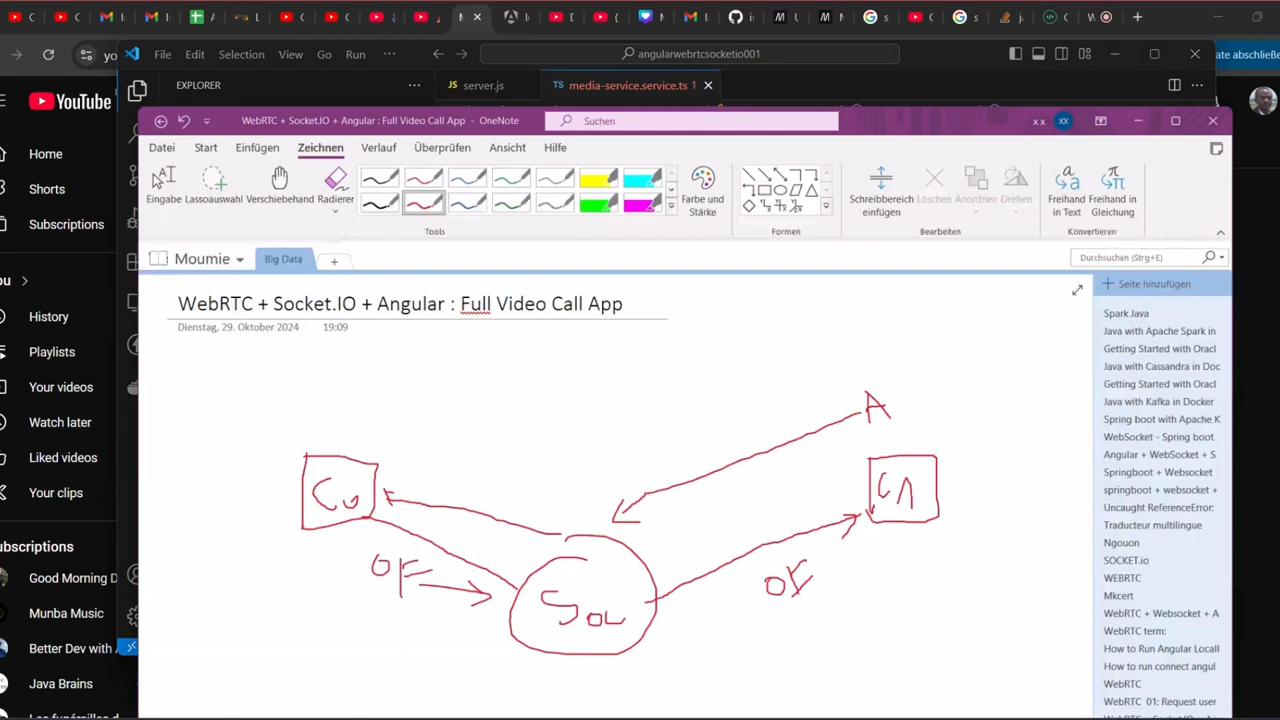 File Edit Selection View Go Run ··· angularwebrtcsocketio001
YouTube
EXPLORER ··· JS server.js TS media-service.service.ts 1
WebRTC + Socket.IO + Angular : Full Video Call App - OneNote Suchen x x XX
Datei Start Einfügen Zeichnen Verlauf Überprüfen Ansicht Hilfe
Eingabe Lassoauswahl Verschiebehand Radierer Farbe und Stärke Schreibbereich einfügen Löschen Anordnen Drehen Freihand in Text Freihand in Gleichung
Tools Formen Bearbeiten Konvertieren
Moumie Big Data + Durchsuchen (Strg+E)
WebRTC + Socket.IO + Angular : Full Video Call App
Dienstag, 29. Oktober 2024 19:09
A
OF
OF
Home
Shorts
Subscriptions
History
Playlists
Your videos
Watch later
Liked videos
Your clips
Good Morning D
Munba Music
Better Dev with A
Java Brains
Seite hinzufügen
Spark Java
Java with Apache Spark in
Getting Started with Oracl
Java with Cassandra in Doc
Getting Started with Oracl
Java with Kafka in Docker
Spring boot with Apache K
WebSocket - Spring boot
Angular + WebSocket + S
Springboot + Websocket
springboot + websocket +
Uncaught ReferenceError:
Traducteur multilingue
Ngouon
SOCKET.io
WEBRTC
Mkcert
WebRTC + Websocket + A
WebRTC term:
How to Run Angular Locall
How to run connect angul
WebRTC
WebRTC 01: Request user